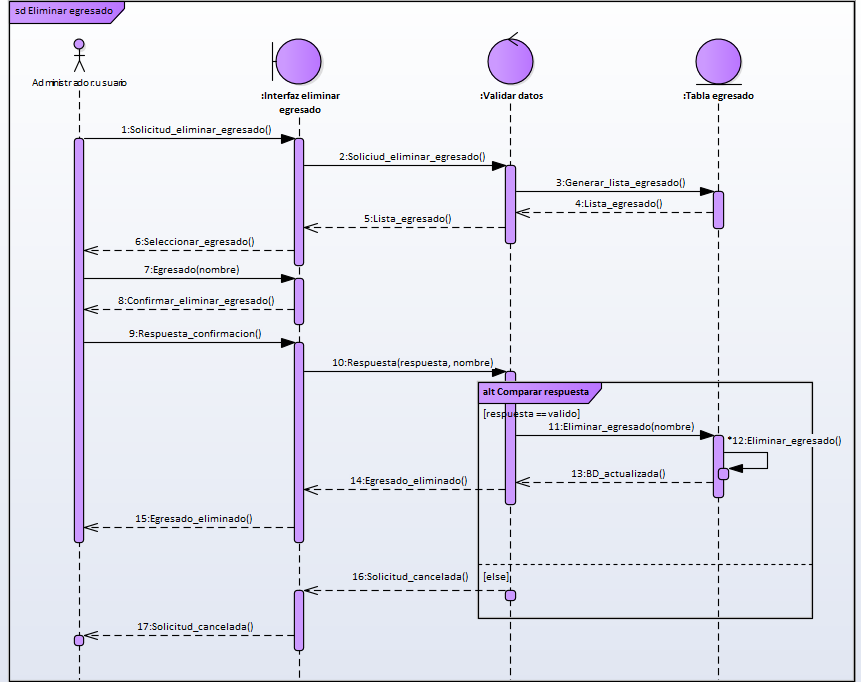 sd Eliminar egresado
Administrador:usuario
:Interfaz eliminar
egresado
:Validar datos
:Tabla egresado
1:Solicitud_eliminar_egresado()
2:Soliciud_eliminar_egresado()
3:Generar_lista_egresado()
4:Lista_egresado()
5:Lista_egresado()
6:Seleccionar_egresado()
7:Egresado(nombre)
8:Confirmar_eliminar_egresado()
9:Respuesta_confirmacion()
10:Respuesta(respuesta, nombre)
alt Comparar respuesta
[respuesta ==valido]
11:Eliminar_egresado(nombre)
*12:Eliminar_egresado()
13:BD_actualizada()
14:Egresado_eliminado()
15:Egresado_eliminado()
16:Solicitud_cancelada()
[else]
17:Solicitud_cancelada()